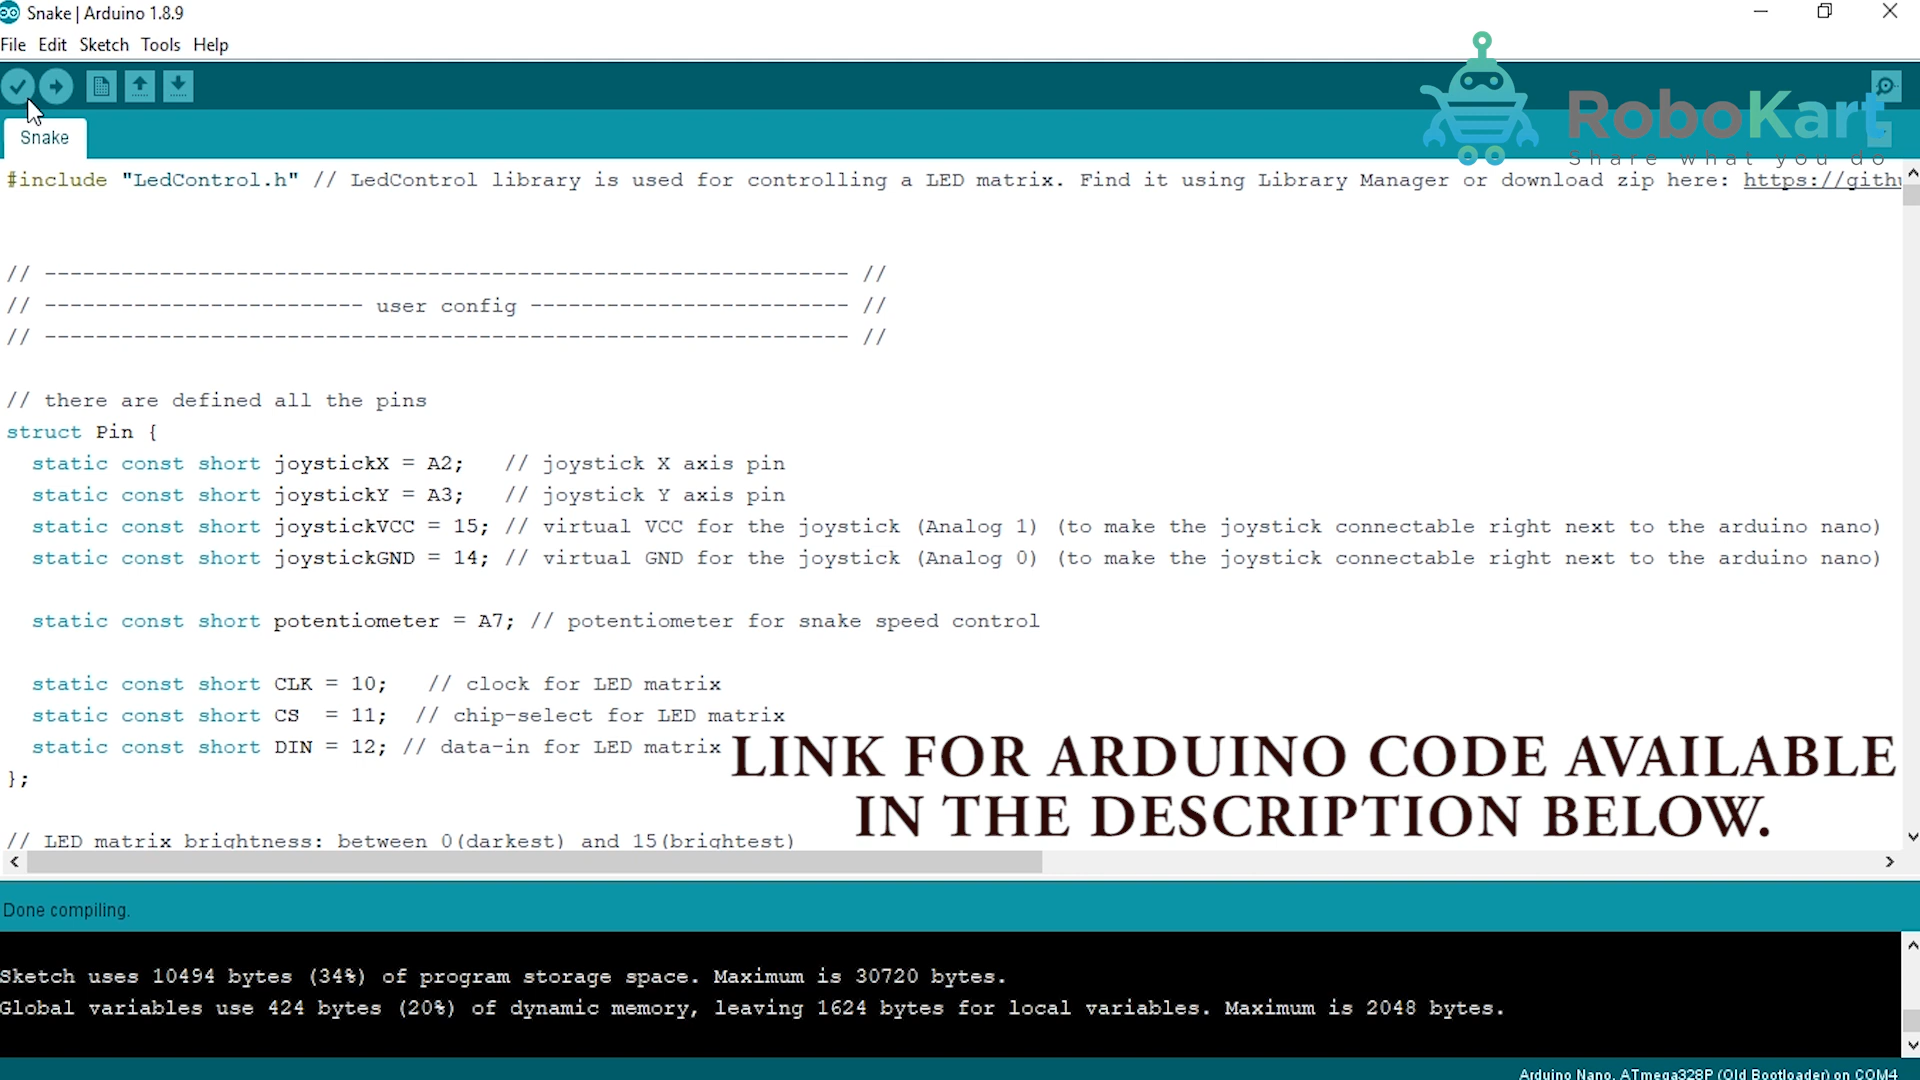 Snake | Arduino 1.8.9
File Edit Sketch Tools Help
RoboKart
Share what you do
Snake
#include "LedControl.h" // LedControl library is used for controlling a LED matrix. Find it using Library Manager or download zip here: https://githu
// --------------------------------------------------------------- //
// ------------------------- user config ------------------------- //
// --------------------------------------------------------------- //
// there are defined all the pins
struct Pin {
static const short joystickX = A2; // joystick X axis pin
static const short joystickY = A3; // joystick Y axis pin
static const short joystickVCC = 15; // virtual VCC for the joystick (Analog 1) (to make the joystick connectable right next to the arduino nano)
static const short joystickGND = 14; // virtual GND for the joystick (Analog 0) (to make the joystick connectable right next to the arduino nano)
static const short potentiometer = A7; // potentiometer for snake speed control
static const short CLK = 10; // clock for LED matrix
static const short CS = 11; // chip-select for LED matrix
static const short DIN = 12; // data-in for LED matrix
};
LINK FOR ARDUINO CODE AVAILABLE
IN THE DESCRIPTION BELOW.
// LED matrix brightness: between 0(darkest) and 15(brightest)
Done compiling.
Sketch uses 10494 bytes (34%) of program storage space. Maximum is 30720 bytes.
Global variables use 424 bytes (20%) of dynamic memory, leaving 1624 bytes for local variables. Maximum is 2048 bytes.
Arduino Nano, ATmega328P (Old Bootloader) on COM4